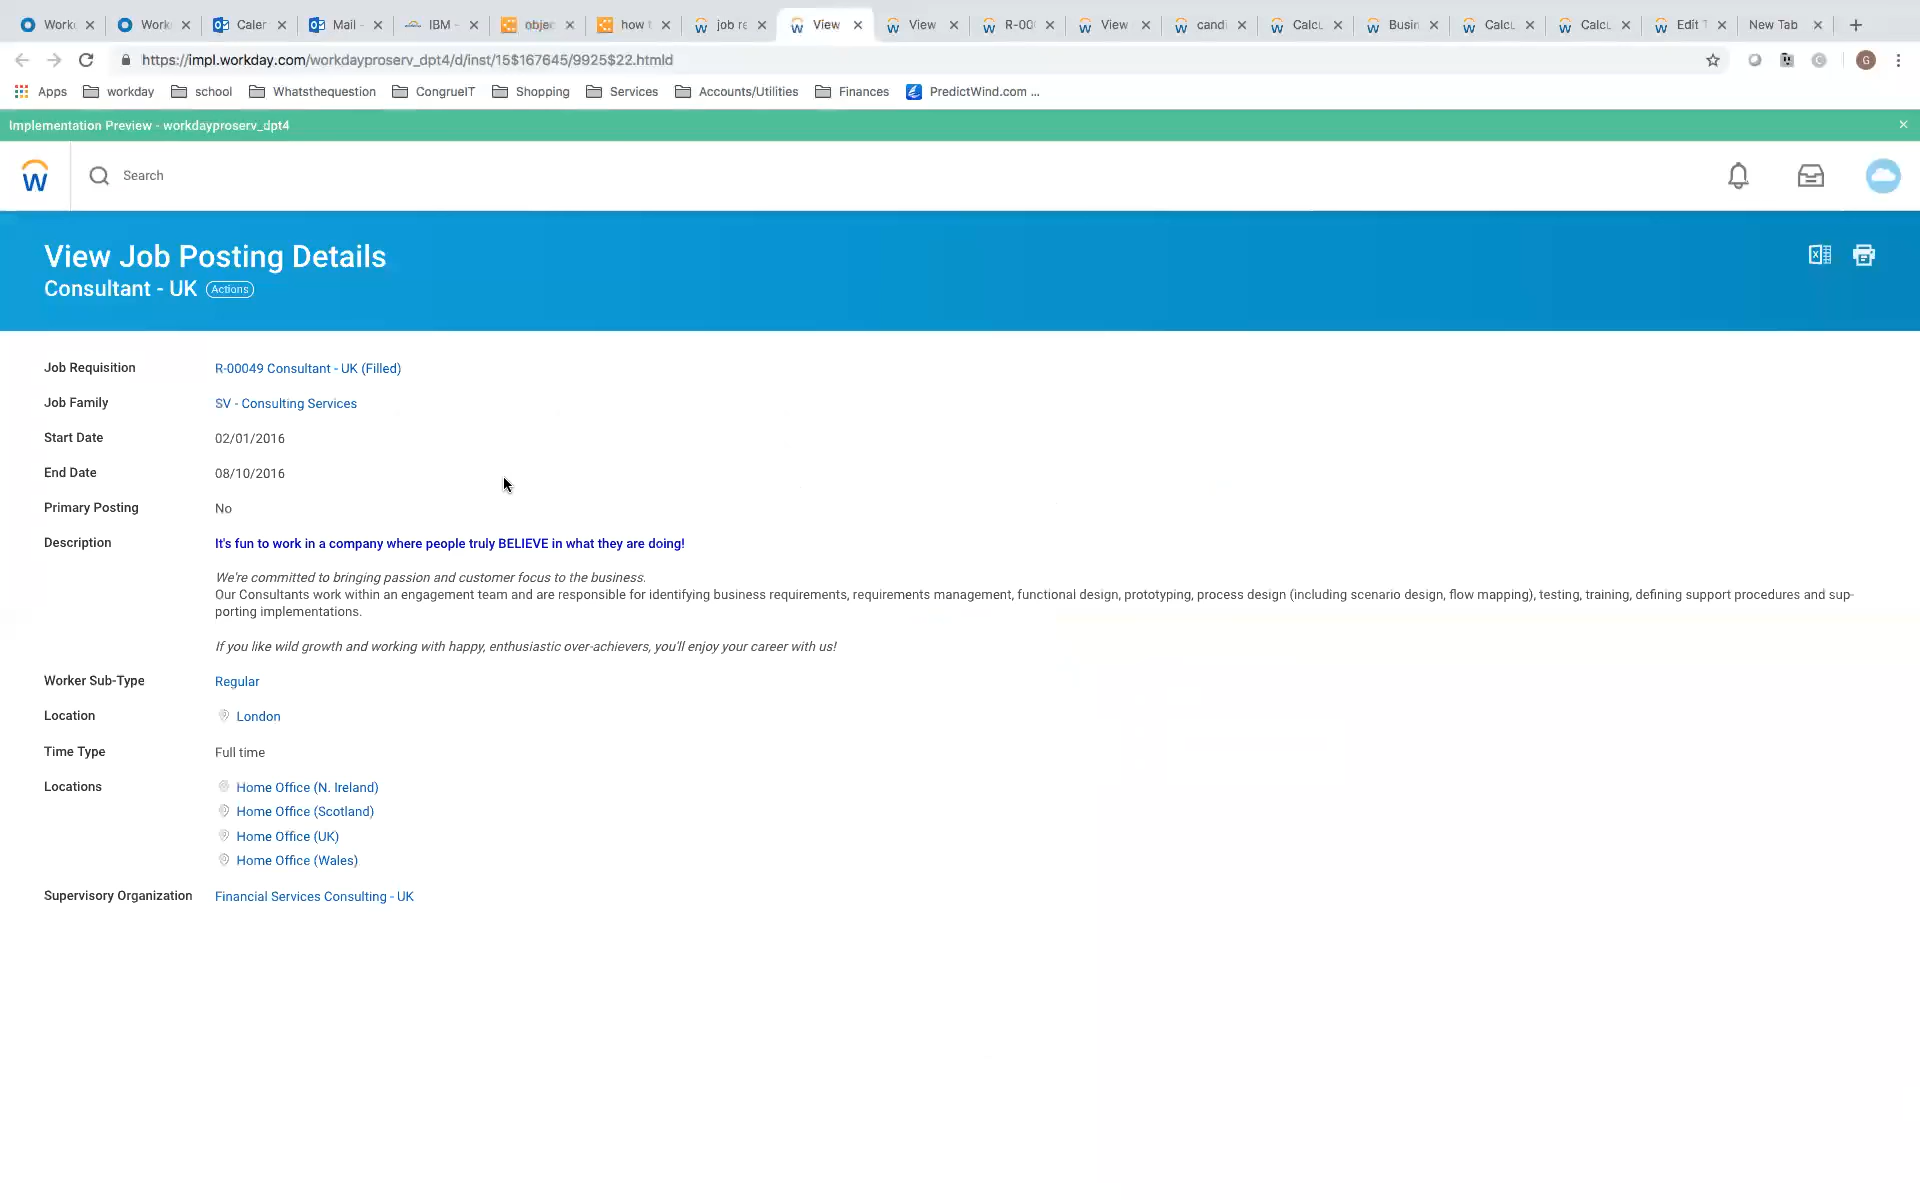 Work Work Caler Mail - IBM - objec how t job re View View R-00 View candi Calcu Busin Calcu Calcu Edit T New Tab
https://impl.workday.com/workdayproserv_dpt4/d/inst/15$167645/9925$22.htmld G
Apps workday school Whatsthequestion CongrueIT Shopping Services Accounts/Utilities Finances PredictWind.com ...
Implementation Preview - workdayproserv_dpt4
Search
View Job Posting Details
Consultant - UK Actions
Job Requisition R-00049 Consultant - UK (Filled)
Job Family SV - Consulting Services
Start Date 02/01/2016
End Date 08/10/2016
Primary Posting No
Description It's fun to work in a company where people truly BELIEVE in what they are doing!
We're committed to bringing passion and customer focus to the business.
Our Consultants work within an engagement team and are responsible for identifying business requirements, requirements management, functional design, prototyping, process design (including scenario design, flow mapping), testing, training, defining support procedures and sup-
porting implementations.
If you like wild growth and working with happy, enthusiastic over-achievers, you'll enjoy your career with us!
Worker Sub-Type Regular
Location London
Time Type Full time
Locations Home Office (N. Ireland)
Home Office (Scotland)
Home Office (UK)
Home Office (Wales)
Supervisory Organization Financial Services Consulting - UK